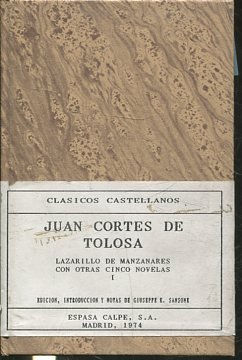 CLASICOS CASTELLANOS
JUAN CORTES DE
TOLOSA
LAZARILLO DE MANZANARES
CON OTRAS CINCO NOVELAS
I
EDICION, INTRODUCCION Y NOTAS DE GIUSEPPE E. SANSONE
ESPASA CALPE, S.A.
MADRID, 1974